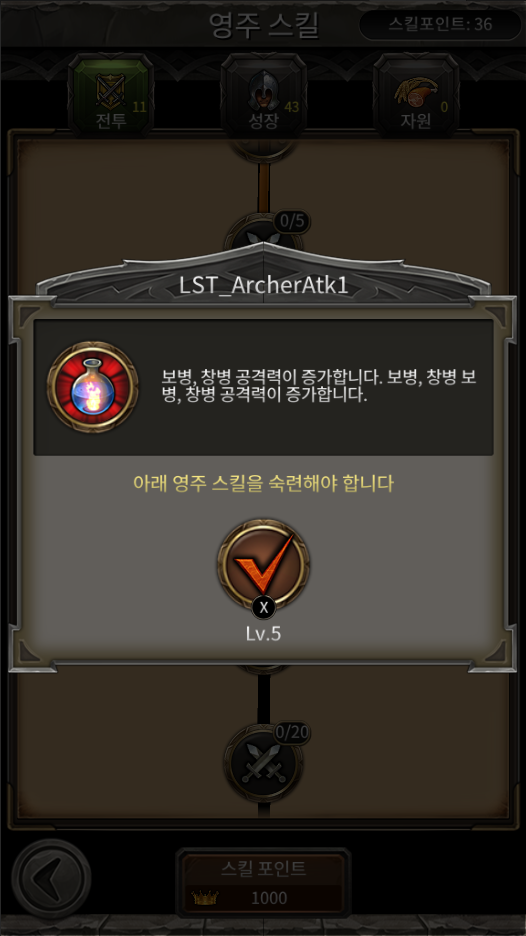 영주 스킬
스킬포인트: 36
11
전투
43
성장
0
자원
0/5
LST_ArcherAtk1
보병, 창병 공격력이 증가합니다. 보병, 창병 보
병, 창병 공격력이 증가합니다.
아래 영주 스킬을 숙련해야 합니다
X
Lv.5
0/20
스킬 포인트
1000